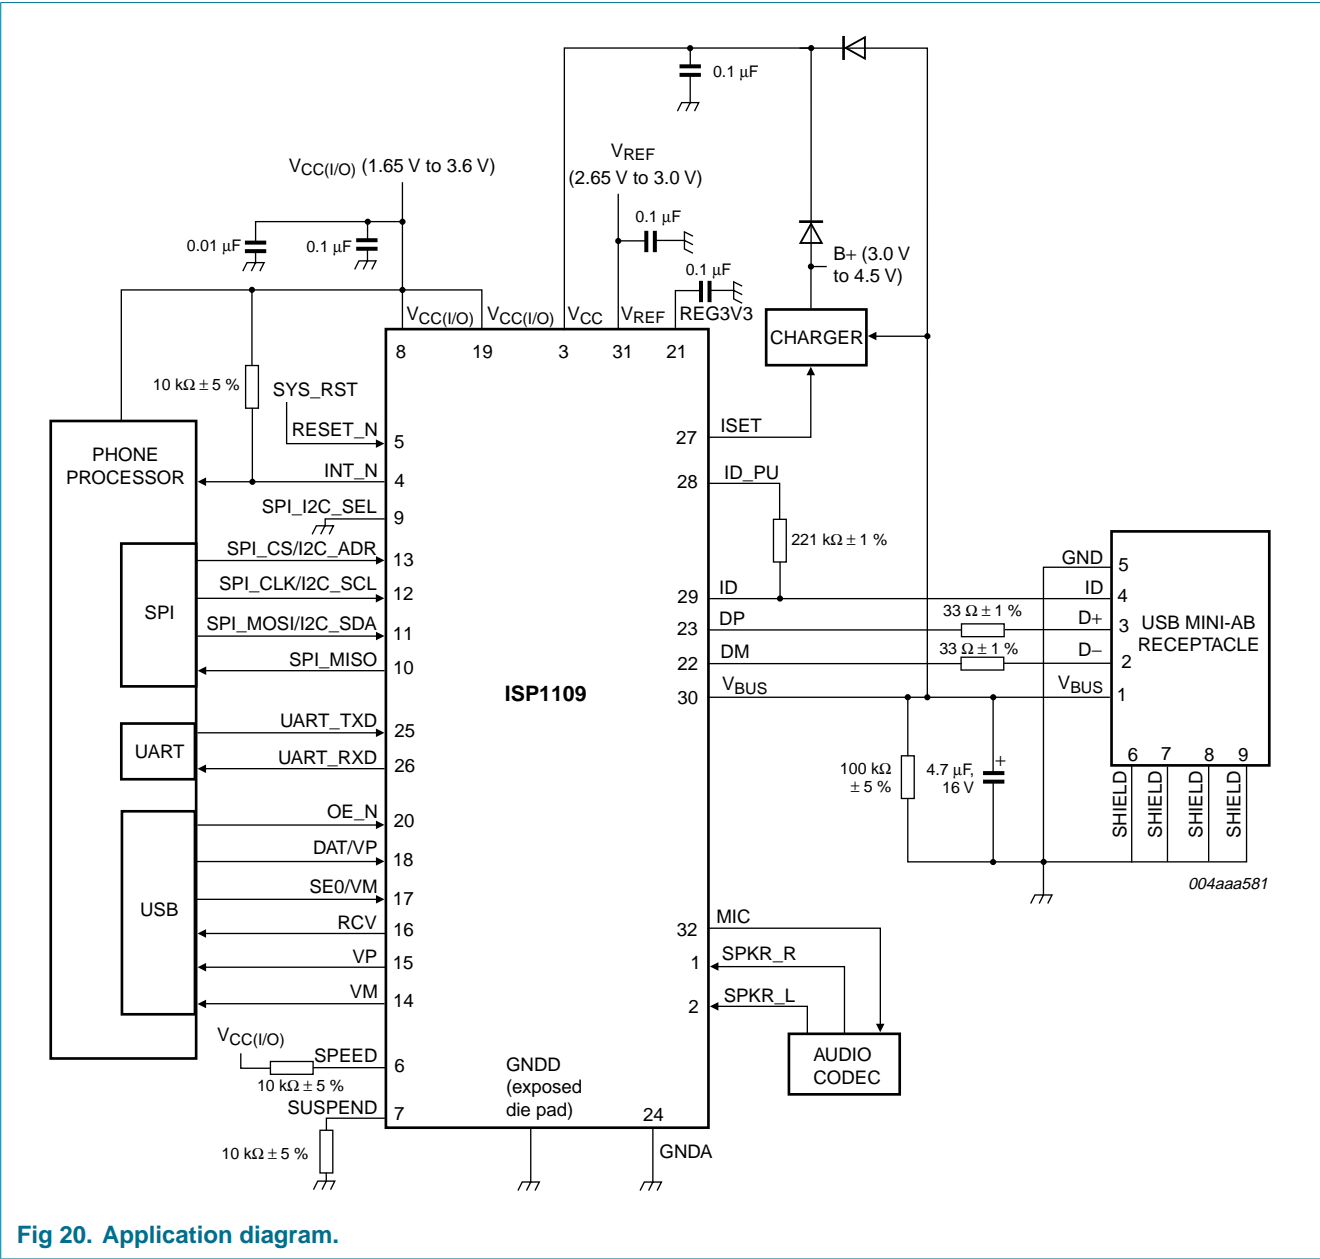 0.1 µF
VCC(I/O) (1.65 V to 3.6 V)
VREF
(2.65 V to 3.0 V)
0.01 µF
0.1 µF
0.1 µF
0.1 µF
B+ (3.0 V
to 4.5 V)
VCC(I/O)
VCC(I/O)
VCC
VREF
REG3V3
8
19
3
31
21
CHARGER
10 kΩ ± 5 %
SYS_RST
RESET_N
5
INT_N
4
SPI_I2C_SEL
9
PHONE
PROCESSOR
SPI
SPI_CS/I2C_ADR
13
SPI_CLK/I2C_SCL
12
SPI_MOSI/I2C_SDA
11
SPI_MISO
10
UART
UART_TXD
25
UART_RXD
26
USB
OE_N
20
DAT/VP
18
SE0/VM
17
RCV
16
VP
15
VM
14
VCC(I/O)
SPEED
6
10 kΩ ± 5 %
SUSPEND
7
10 kΩ ± 5 %
ISP1109
GNDD
(exposed
die pad)
24
GNDA
27
ISET
28
ID_PU
221 kΩ ± 1 %
29
ID
23
DP
33 Ω ± 1 %
22
DM
33 Ω ± 1 %
30
VBUS
GND
5
ID
4
D+
3
D−
2
VBUS
1
USB MINI-AB
RECEPTACLE
6
7
8
9
SHIELD
SHIELD
SHIELD
SHIELD
100 kΩ
± 5 %
4.7 µF,
16 V
+
004aaa581
32
MIC
1
SPKR_R
2
SPKR_L
AUDIO
CODEC
Fig 20. Application diagram.